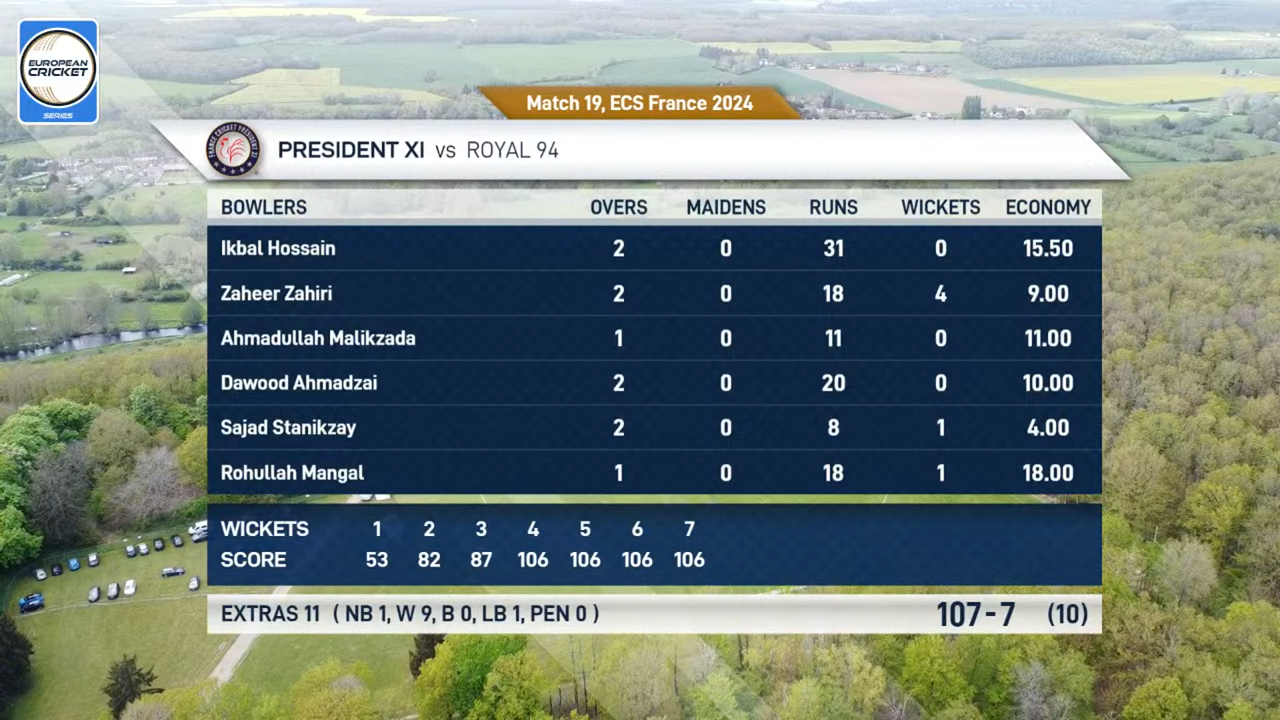 EUROPEAN
CRICKET
SERIES
Match 19, ECS France 2024
FRANCE CRICKET PRESIDENT XI
PRESIDENT XI vs ROYAL 94
BOWLERS OVERS MAIDENS RUNS WICKETS ECONOMY
Ikbal Hossain 2 0 31 0 15.50
Zaheer Zahiri 2 0 18 4 9.00
Ahmadullah Malikzada 1 0 11 0 11.00
Dawood Ahmadzai 2 0 20 0 10.00
Sajad Stanikzay 2 0 8 1 4.00
Rohullah Mangal 1 0 18 1 18.00
WICKETS 1 2 3 4 5 6 7
SCORE 53 82 87 106 106 106 106
EXTRAS 11 ( NB 1, W 9, B 0, LB 1, PEN 0 ) 107-7 (10)